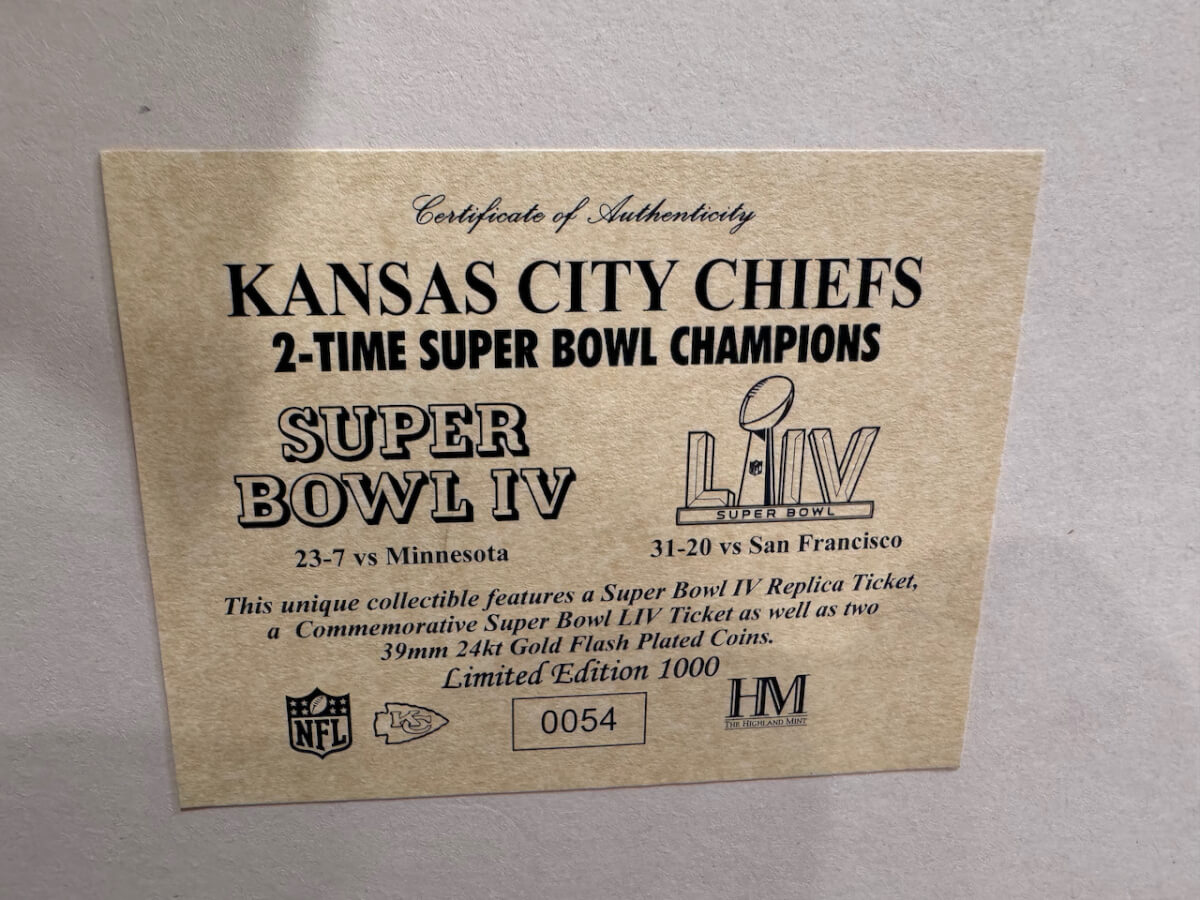 Certificate of Authenticity
KANSAS CITY CHIEFS
2-TIME SUPER BOWL CHAMPIONS
SUPER
BOWL IV
LIV
NFL
SUPER BOWL
23-7 vs Minnesota
31-20 vs San Francisco
This unique collectible features a Super Bowl IV Replica Ticket,
a Commemorative Super Bowl LIV Ticket as well as two
39mm 24kt Gold Flash Plated Coins.
Limited Edition 1000
NFL
KC
0054
HM
THE HIGHLAND MINT